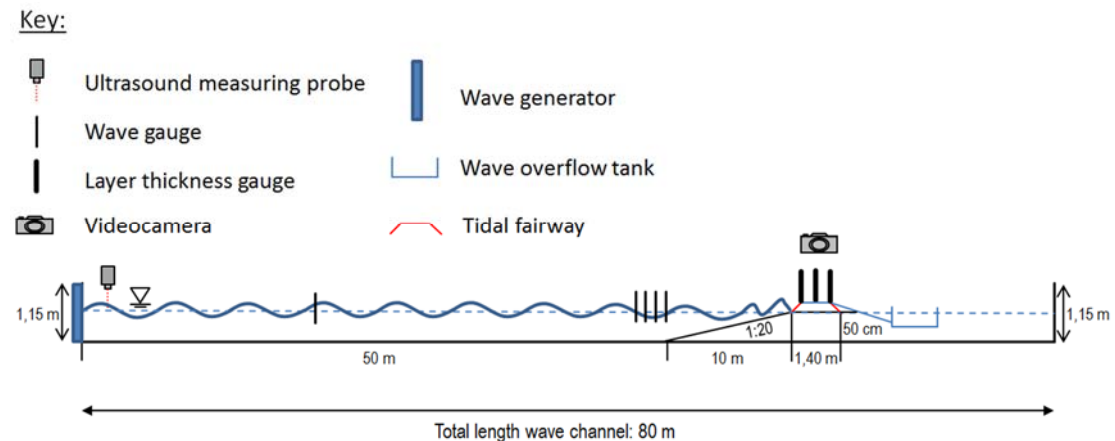 Key:
Ultrasound measuring probe
Wave generator
Wave gauge
Wave overflow tank
Layer thickness gauge
Videocamera
Tidal fairway
1,15 m
1:20
50 cm
1,15 m
50 m
10 m
1,40 m
Total length wave channel: 80 m